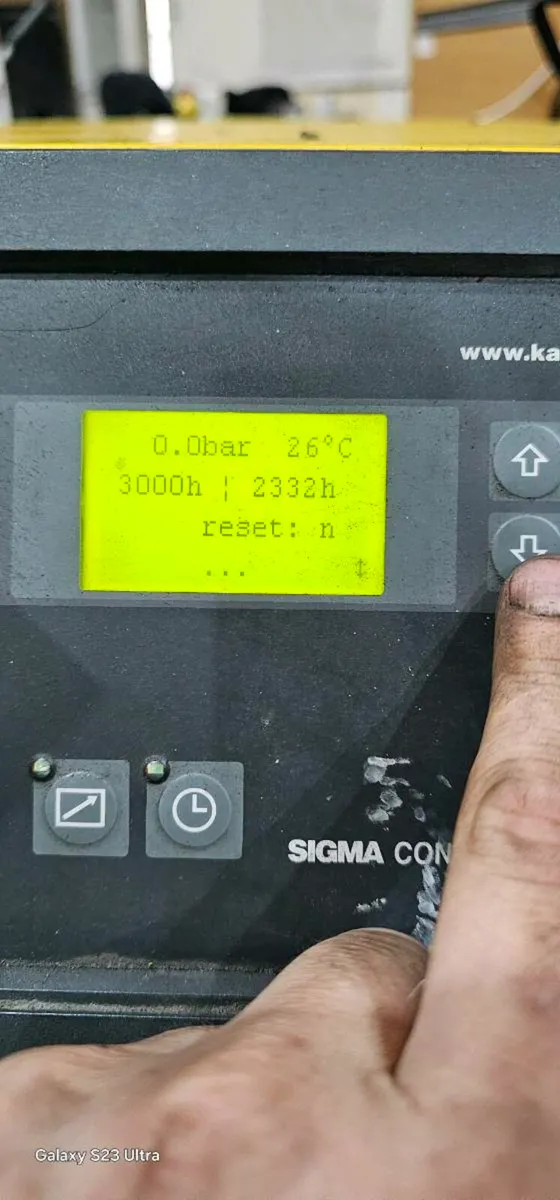 www.ka
0.0bar 26°C
3000h ¦ 2332h
reset: n
...
SIGMA CON
Galaxy S23 Ultra